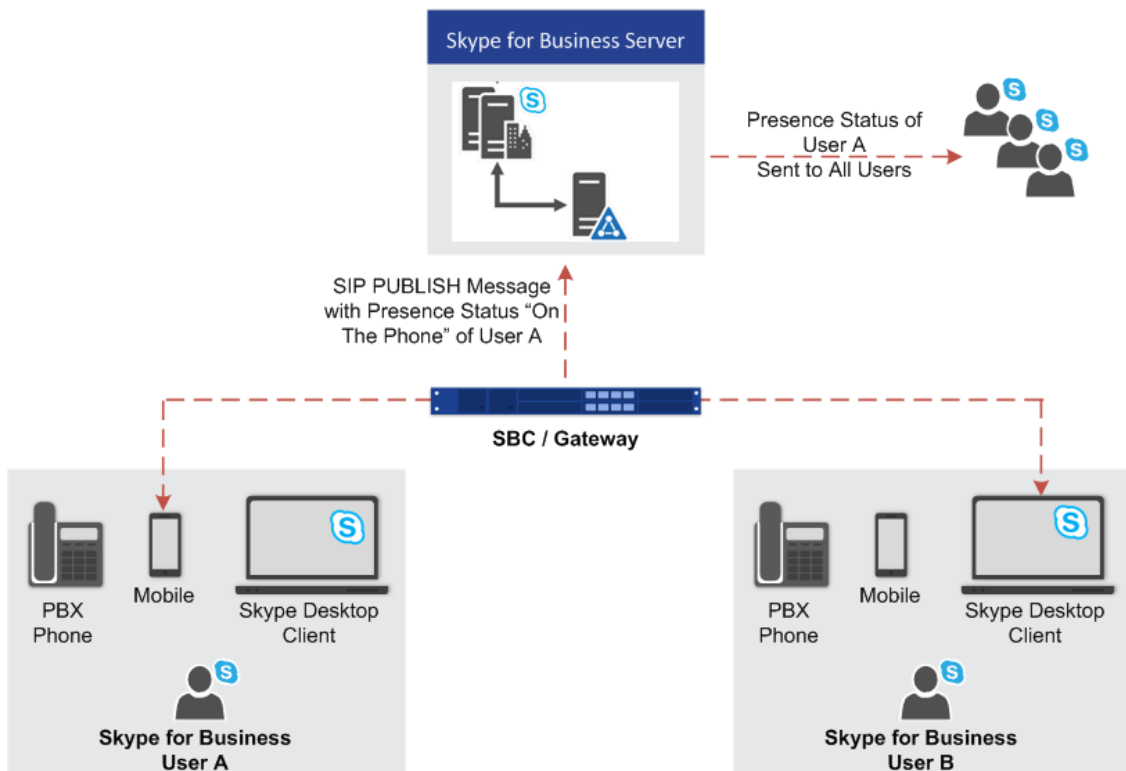 Skype for Business Server
S
S
S
S
Presence Status of
User A
Sent to All Users
SIP PUBLISH Message
with Presence Status “On
The Phone” of User A
SBC / Gateway
S
PBX
Phone
Mobile
Skype Desktop
Client
S
Skype for Business
User A
S
PBX
Phone
Mobile
Skype Desktop
Client
S
Skype for Business
User B